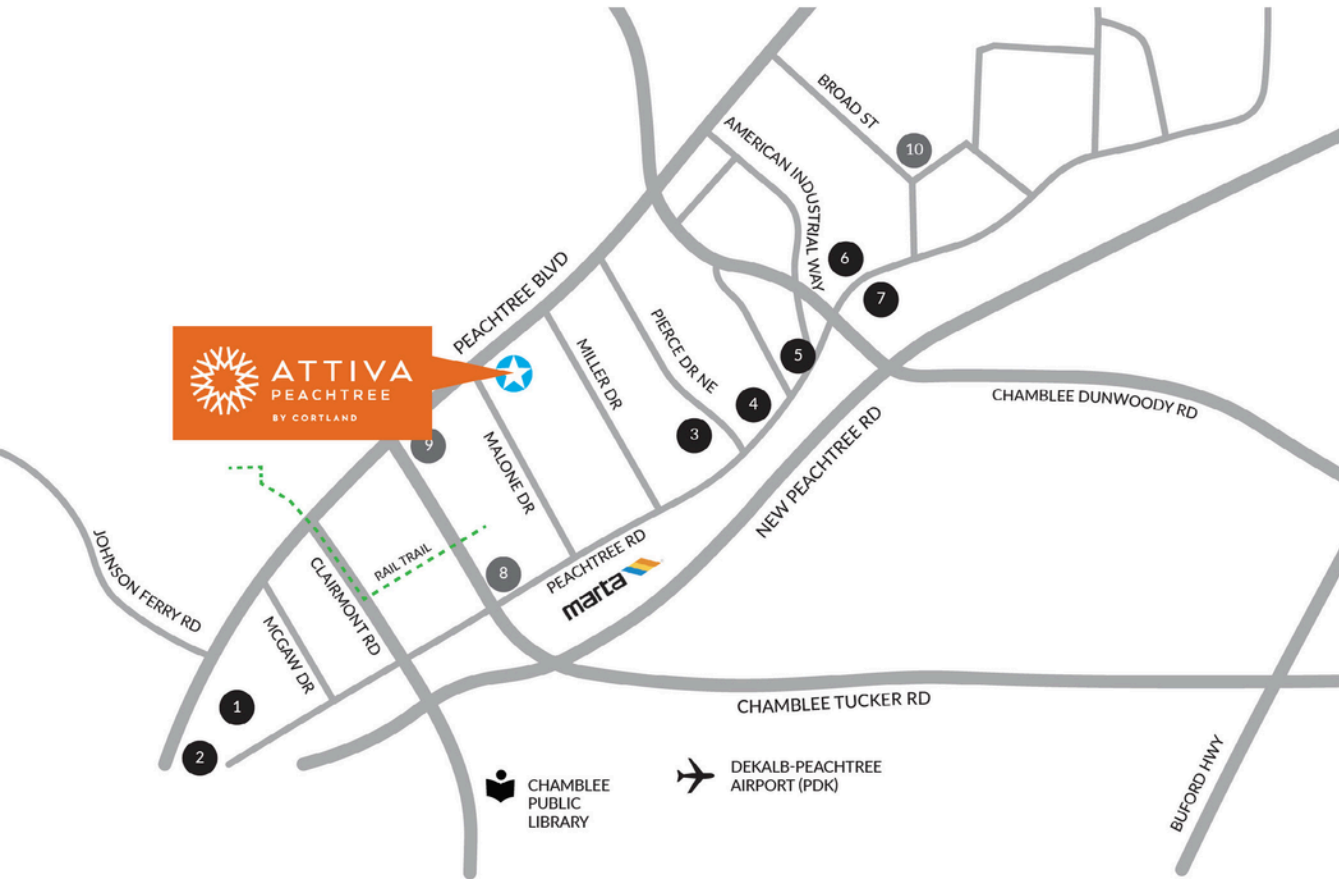 BROAD ST
AMERICAN INDUSTRIAL WAY
10
6
7
PEACHTREE BLVD
PIERCE DR NE
MILLER DR
5
4
3
ATTIVA
PEACHTREE
BY CORTLAND
9
MALONE DR
CHAMBLEE DUNWOODY RD
NEW PEACHTREE RD
JOHNSON FERRY RD
RAIL TRAIL
CLAIRMONT RD
8
PEACHTREE RD
marta
MCGAW DR
1
2
CHAMBLEE TUCKER RD
BUFORD HWY
CHAMBLEE
PUBLIC
LIBRARY
DEKALB-PEACHTREE
AIRPORT (PDK)